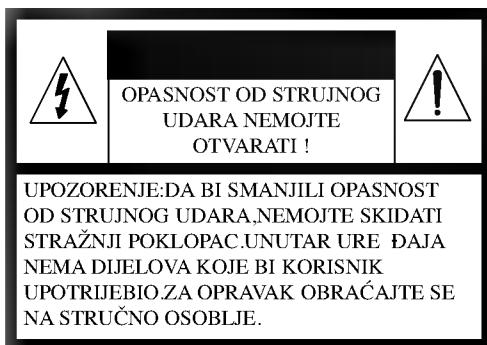 OPASNOST OD STRUJNOG
UDARA NEMOJTE
OTVARATI !
UPOZORENJE:DA BI SMANJILI OPASNOST
OD STRUJNOG UDARA,NEMOJTE SKIDATI
STRAŽNJI POKLOPAC.UNUTAR URE ĐAJA
NEMA DIJELOVA KOJE BI KORISNIK
UPOTRIJEBIO.ZA OPRAVAK OBRAĆAJTE SE
NA STRUČNO OSOBLJE.